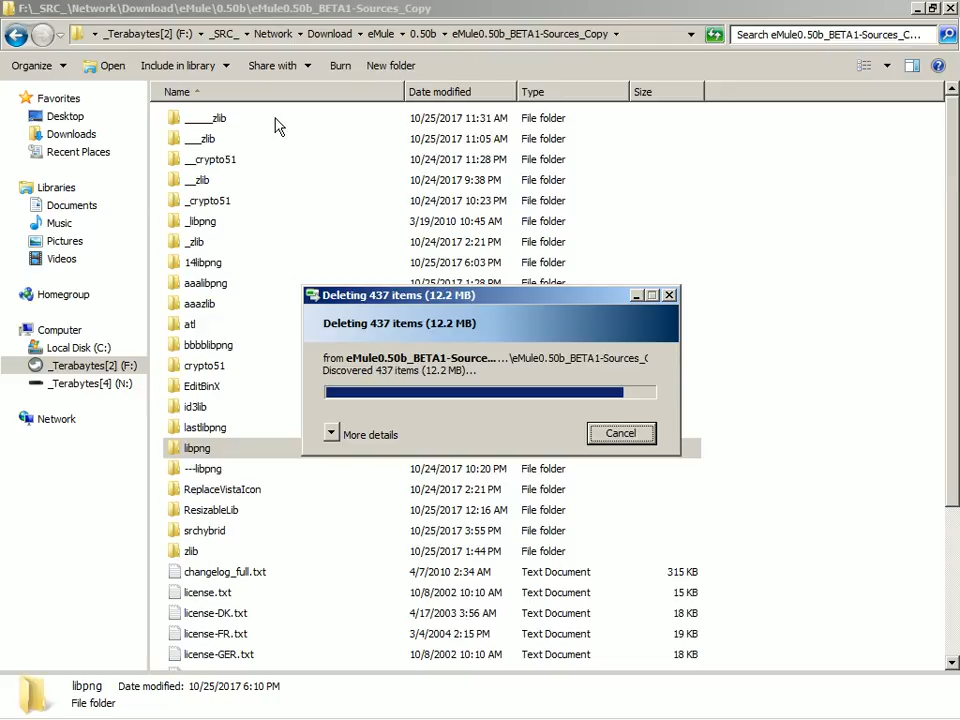 F:\_SRC_\Network\Download\eMule\0.50b\eMule0.50b_BETA1-Sources_Copy
_Terabaytes[2] (F:) _SRC_ Network Download eMule 0.50b eMule0.50b_BETA1-Sources_Copy Search eMule0.50b_BETA1-Sources_C...
Organize Open Include in library Share with Burn New folder
Name Date modified Type Size
Favorites
Desktop
Downloads
Recent Places
Libraries
Documents
Music
Pictures
Videos
Homegroup
Computer
Local Disk (C:)
_Terabaytes[2] (F:)
_Terabytes[4] (N:)
Network
_____zlib 10/25/2017 11:31 AM File folder
___zlib 10/25/2017 11:05 AM File folder
__crypto51 10/24/2017 11:28 PM File folder
__zlib 10/24/2017 9:38 PM File folder
_crypto51 10/24/2017 10:23 PM File folder
_libpng 3/19/2010 10:45 AM File folder
_zlib 10/24/2017 2:21 PM File folder
14libpng 10/25/2017 6:03 PM File folder
aaalibpng 10/25/2017 1:28 PM File folder
aaazlib
atl
bbbblibpng
crypto51
EditBinX
id3lib
lastlibpng
libpng
---libpng 10/24/2017 10:20 PM File folder
ReplaceVistaIcon 10/24/2017 2:21 PM File folder
ResizableLib 10/25/2017 12:16 AM File folder
srchybrid 10/25/2017 3:55 PM File folder
zlib 10/25/2017 1:44 PM File folder
changelog_full.txt 4/7/2010 2:34 AM Text Document 315 KB
license.txt 10/8/2002 10:10 AM Text Document 15 KB
license-DK.txt 4/17/2003 3:56 AM Text Document 18 KB
license-FR.txt 3/4/2004 2:15 PM Text Document 19 KB
license-GER.txt 10/8/2002 10:10 AM Text Document 18 KB
Deleting 437 items (12.2 MB)
Deleting 437 items (12.2 MB)
from eMule0.50b_BETA1-Source... ...\eMule0.50b_BETA1-Sources_C
Discovered 437 items (12.2 MB)...
More details
Cancel
libpng Date modified: 10/25/2017 6:10 PM
File folder